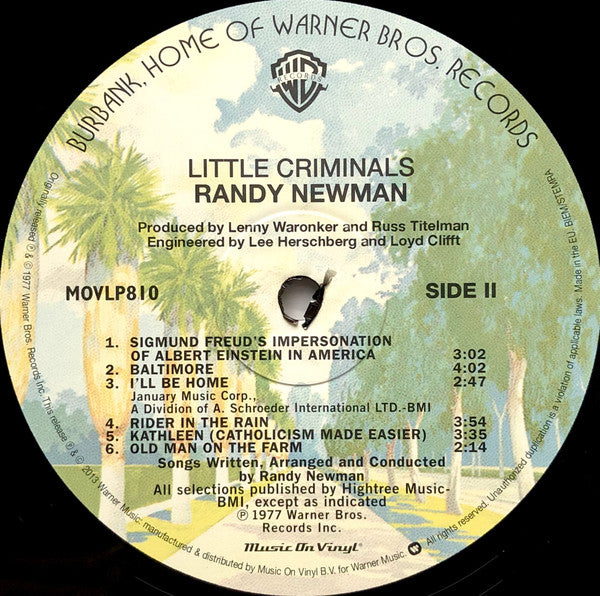 BURBANK, HOME OF WARNER BROS. RECORDS
WB
RECORDS
LITTLE CRIMINALS
RANDY NEWMAN
Produced by Lenny Waronker and Russ Titelman
Engineered by Lee Herschberg and Loyd Clifft
MOVLP810
SIDE II
1. SIGMUND FREUD'S IMPERSONATION
OF ALBERT EINSTEIN IN AMERICA 3:02
2. BALTIMORE 4:02
3. I'LL BE HOME 2:47
January Music Corp.,
A Division of A. Schroeder International LTD.-BMI
4. RIDER IN THE RAIN 3:54
5. KATHLEEN (CATHOLICISM MADE EASIER) 3:35
6. OLD MAN ON THE FARM 2:14
Songs Written, Arranged and Conducted
by Randy Newman
All selections published by Hightree Music-
BMI, except as indicated
℗ 1977 Warner Bros.
Records Inc.
Music On Vinyl
Originally released ℗ & © 1977 Warner Bros. Records Inc. This release ℗ & © 2013 Warner Music. manufactured & distributed by Music On Vinyl B.V. for Warner Music. W All rights reserved. Unauthorized duplication is a violation of applicable laws. Made in the EU. BIEM/STEMRA